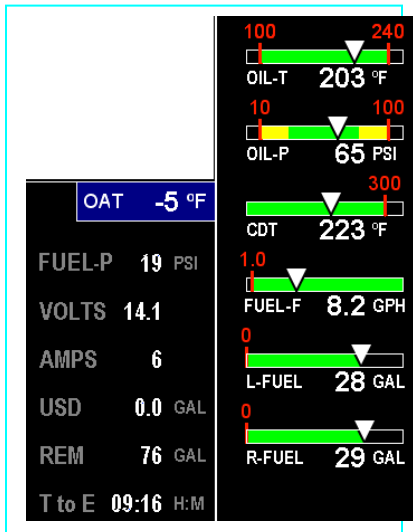 100 240
OIL-T 203 °F
10 100
OIL-P 65 PSI
300
CDT 223 °F
1.0
FUEL-F 8.2 GPH
0
L-FUEL 28 GAL
0
R-FUEL 29 GAL
OAT -5 °F
FUEL-P 19 PSI
VOLTS 14.1
AMPS 6
USD 0.0 GAL
REM 76 GAL
T to E 09:16 H:M